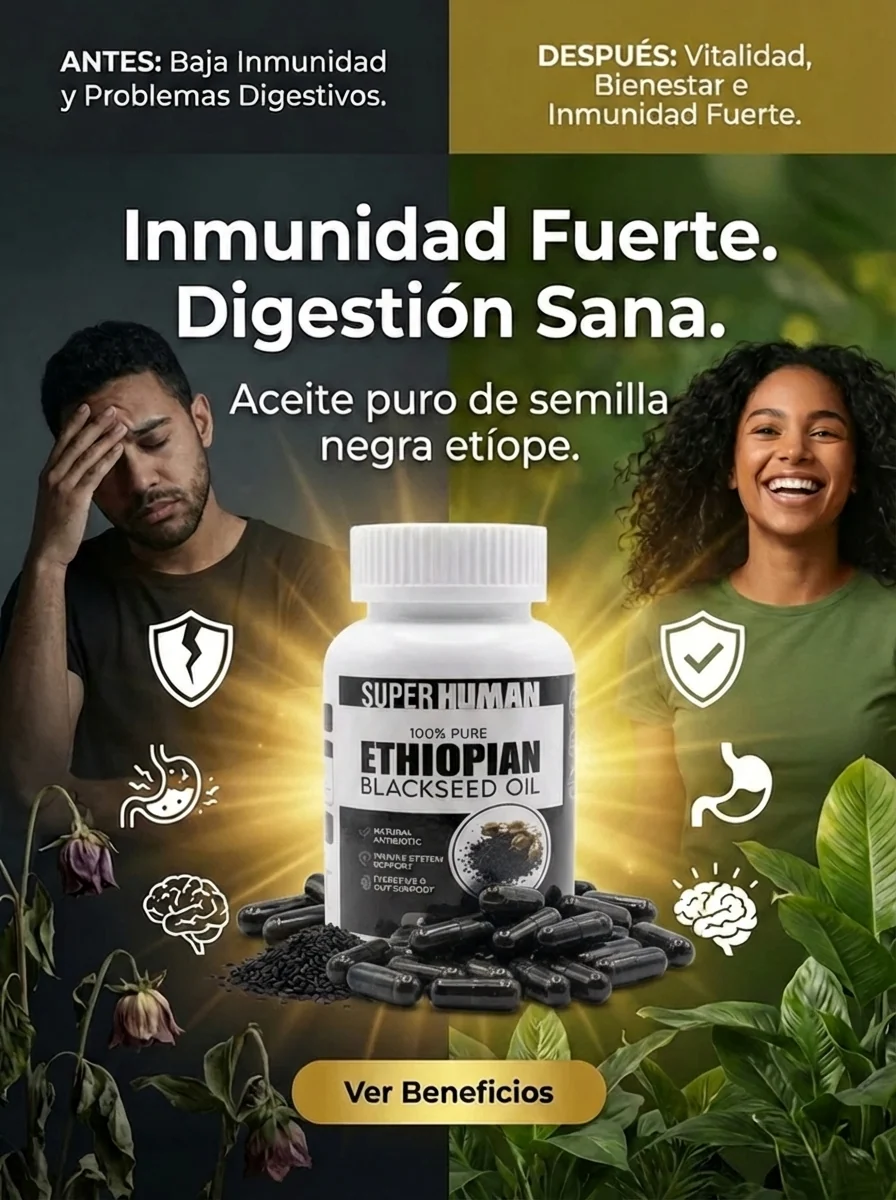 ANTES: Baja Inmunidad
y Problemas Digestivos.
DESPUÉS: Vitalidad,
Bienestar e
Inmunidad Fuerte.
Inmunidad Fuerte.
Digestión Sana.
Aceite puro de semilla
negra etíope.
SUPERHUMAN
100% PURE
ETHIOPIAN
BLACKSEED OIL
NATURAL
ANTIBIOTIC
SYSTEM
Ver Beneficios